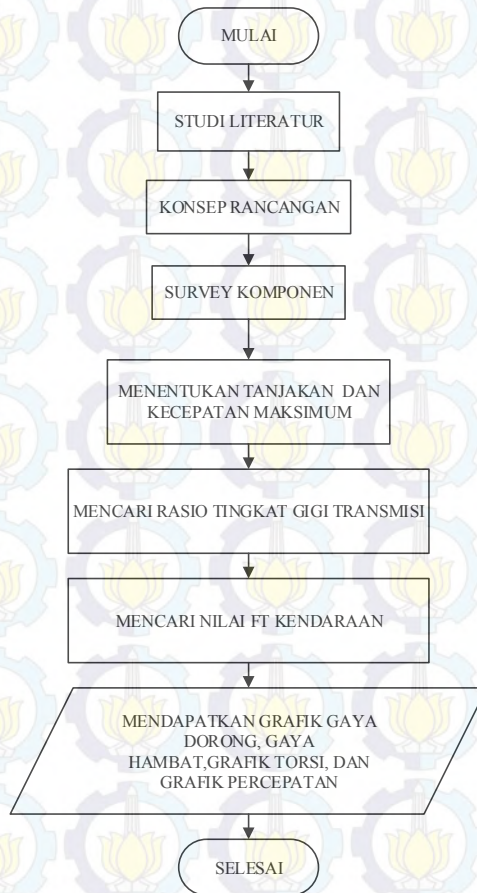 MULAI
STUDI LITERATUR
KONSEP RANCANGAN
SURVEY KOMPONEN
MENENTUKAN TANJAKAN DAN
KECEPATAN MAKSIMUM
MENCARI RASIO TINGKAT GIGI TRANSMISI
MENCARI NILAI FT KENDARAAN
MENDAPATKAN GRAFIK GAYA
DORONG, GAYA
HAMBAT,GRAFIK TORSI, DAN
GRAFIK PERCEPATAN
SELESAI